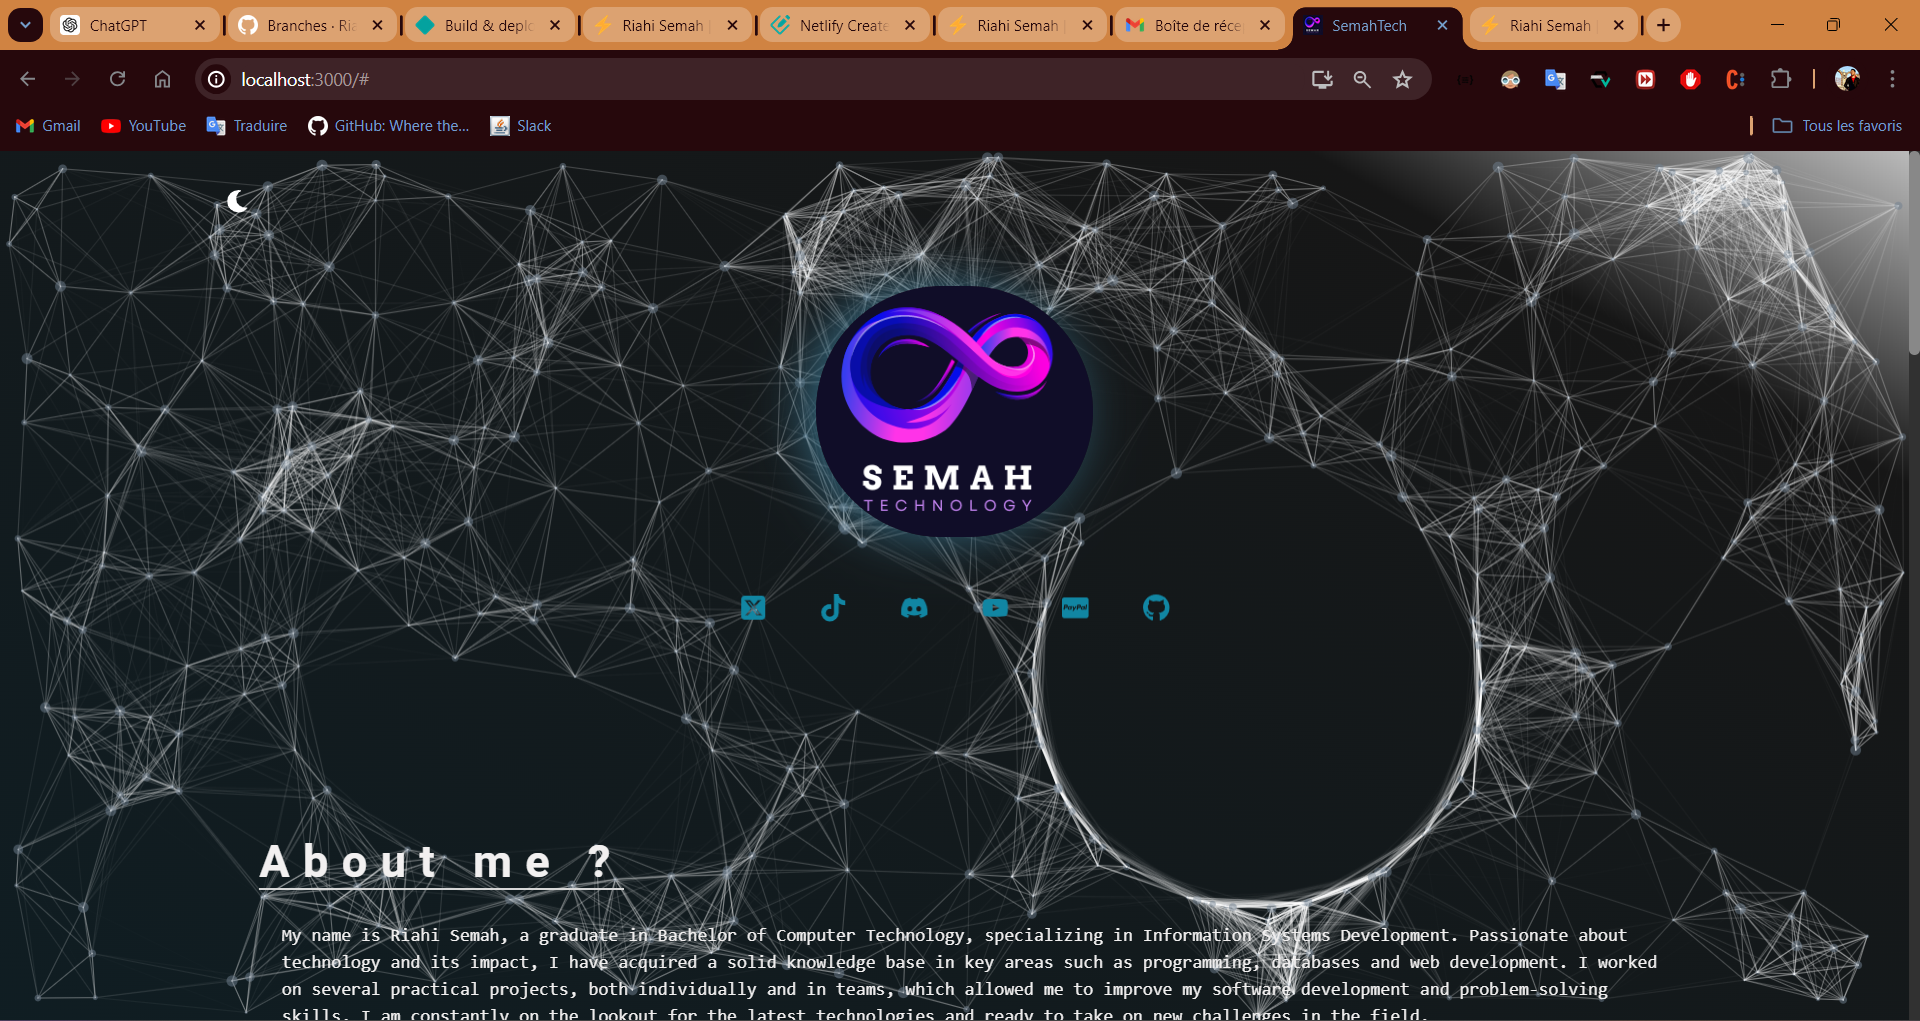 ChatGPT
Branches · Ria
Build & deplo
Riahi Semah |
Netlify Create
Riahi Semah |
Boîte de réce
SemahTech
Riahi Semah |
localhost:3000/#
Gmail
YouTube
Traduire
GitHub: Where the...
Slack
Tous les favoris
SEMAH
TECHNOLOGY
PayPal
About me ?
My name is Riahi Semah, a graduate in Bachelor of Computer Technology, specializing in Information Systems Development. Passionate about
technology and its impact, I have acquired a solid knowledge base in key areas such as programming, databases and web development. I worked
on several practical projects, both individually and in teams, which allowed me to improve my software development and problem-solving
skills. I am constantly on the lookout for the latest technologies and ready to take on new challenges in the field.